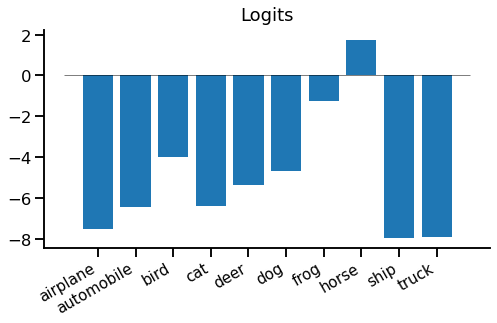 Logits
2
0
−2
−4
−6
−8
airplane
automobile
bird
cat
deer
dog
frog
horse
ship
truck